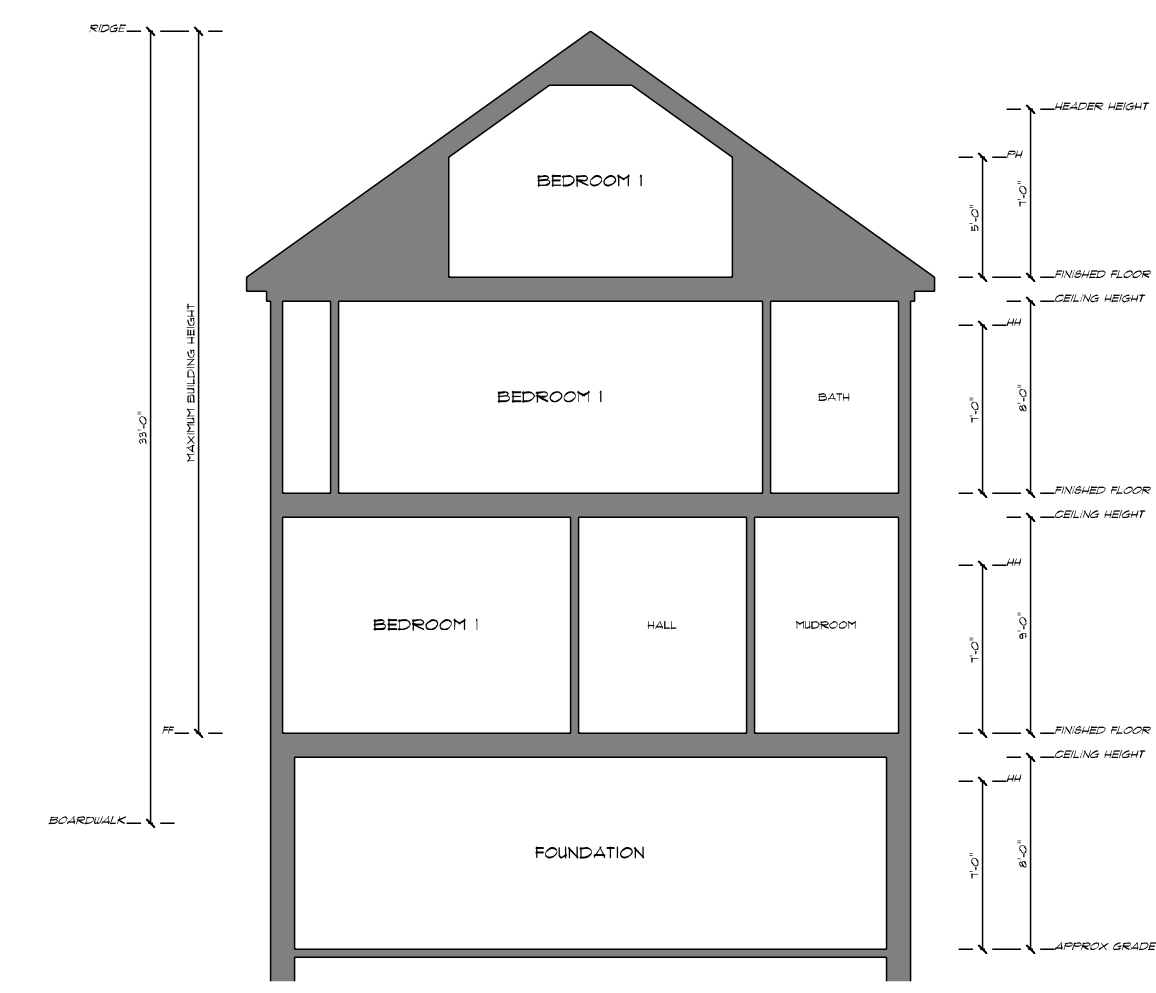 RIDGE
HEADER HEIGHT
PH
BEDROOM 1
7'-0"
5'-0"
FINISHED FLOOR
CEILING HEIGHT
HH
MAXIMUM BUILDING HEIGHT
BEDROOM 1
BATH
7'-0"
8'-0"
33'-0"
FINISHED FLOOR
CEILING HEIGHT
HH
BEDROOM 1
HALL
MUDROOM
7'-0"
9'-0"
FF
FINISHED FLOOR
CEILING HEIGHT
HH
BOARDWALK
FOUNDATION
7'-0"
8'-0"
APPROX GRADE